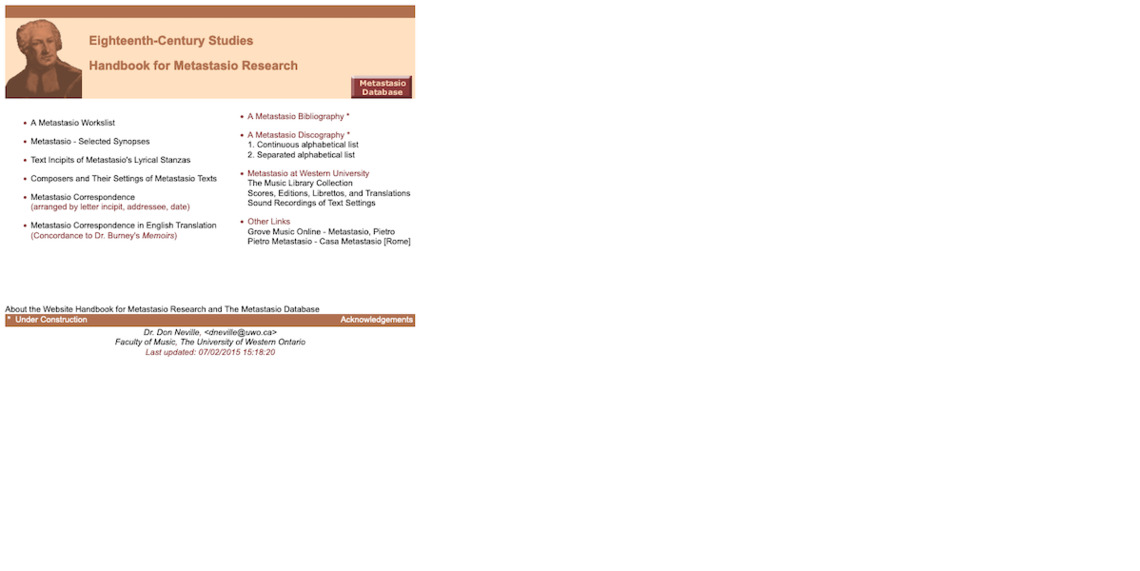 Eighteenth-Century Studies
Handbook for Metastasio Research
Metastasio
Database
A Metastasio Workslist
Metastasio - Selected Synopses
Text Incipits of Metastasio's Lyrical Stanzas
Composers and Their Settings of Metastasio Texts
Metastasio Correspondence
(arranged by letter incipit, addressee, date)
Metastasio Correspondence in English Translation
(Concordance to Dr. Burney's Memoirs)
A Metastasio Bibliography *
A Metastasio Discography *
1. Continuous alphabetical list
2. Separated alphabetical list
Metastasio at Western University
The Music Library Collection
Scores, Editions, Librettos, and Translations
Sound Recordings of Text Settings
Other Links
Grove Music Online - Metastasio, Pietro
Pietro Metastasio - Casa Metastasio [Rome]
About the Website Handbook for Metastasio Research and The Metastasio Database
* Under Construction
Acknowledgements
Dr. Don Neville, <dneville@uwo.ca>
Faculty of Music, The University of Western Ontario
Last updated: 07/02/2015 15:18:20